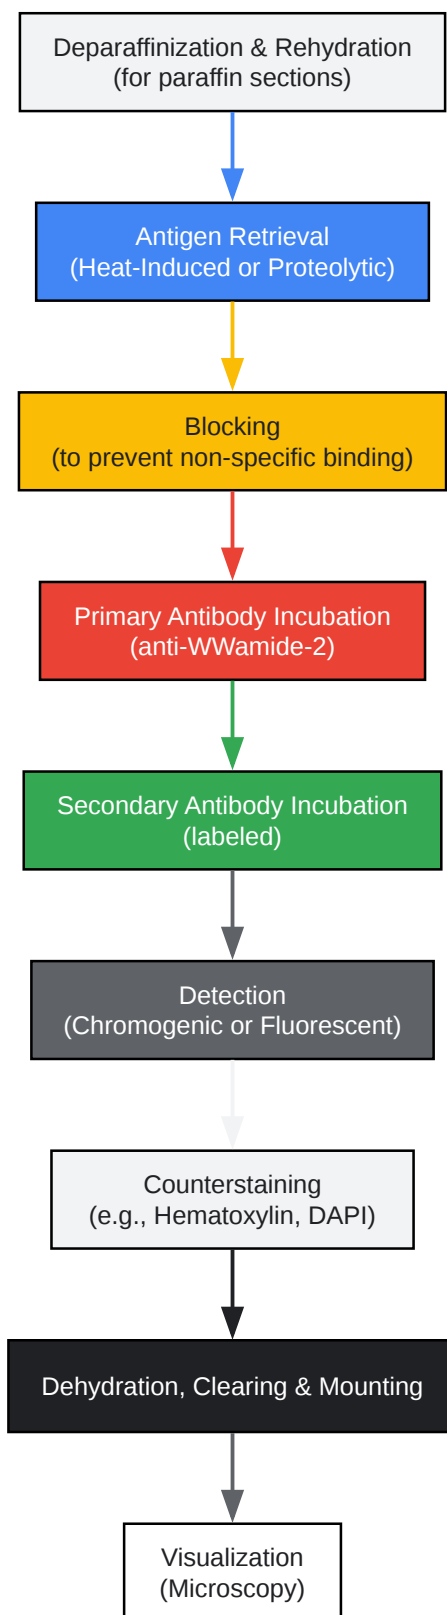 Deparaffinization & Rehydration
(for paraffin sections)
Antigen Retrieval
(Heat-Induced or Proteolytic)
Blocking
(to prevent non-specific binding)
Primary Antibody Incubation
(anti-WWamide-2)
Secondary Antibody Incubation
(labeled)
Detection
(Chromogenic or Fluorescent)
Counterstaining
(e.g., Hematoxylin, DAPI)
Dehydration, Clearing & Mounting
Visualization
(Microscopy)